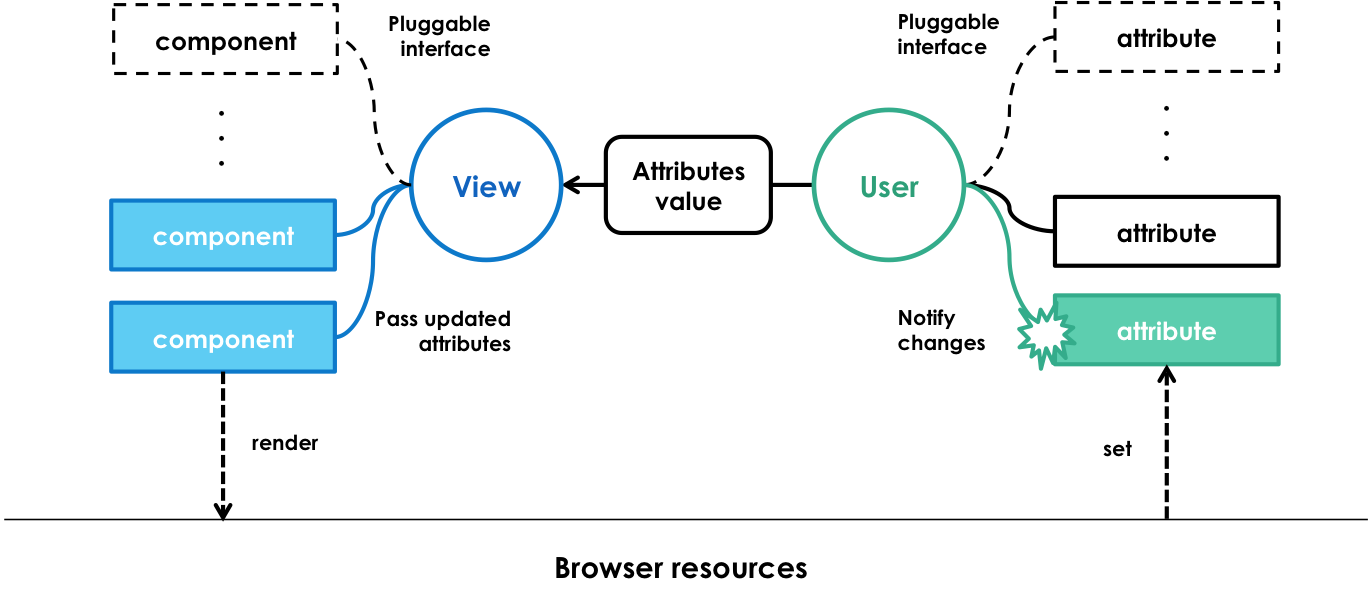 component
Pluggable
interface
Pluggable
interface
attribute
View
Attributes
value
User
component
attribute
component
Pass updated
attributes
Notify
changes
attribute
render
set
Browser resources